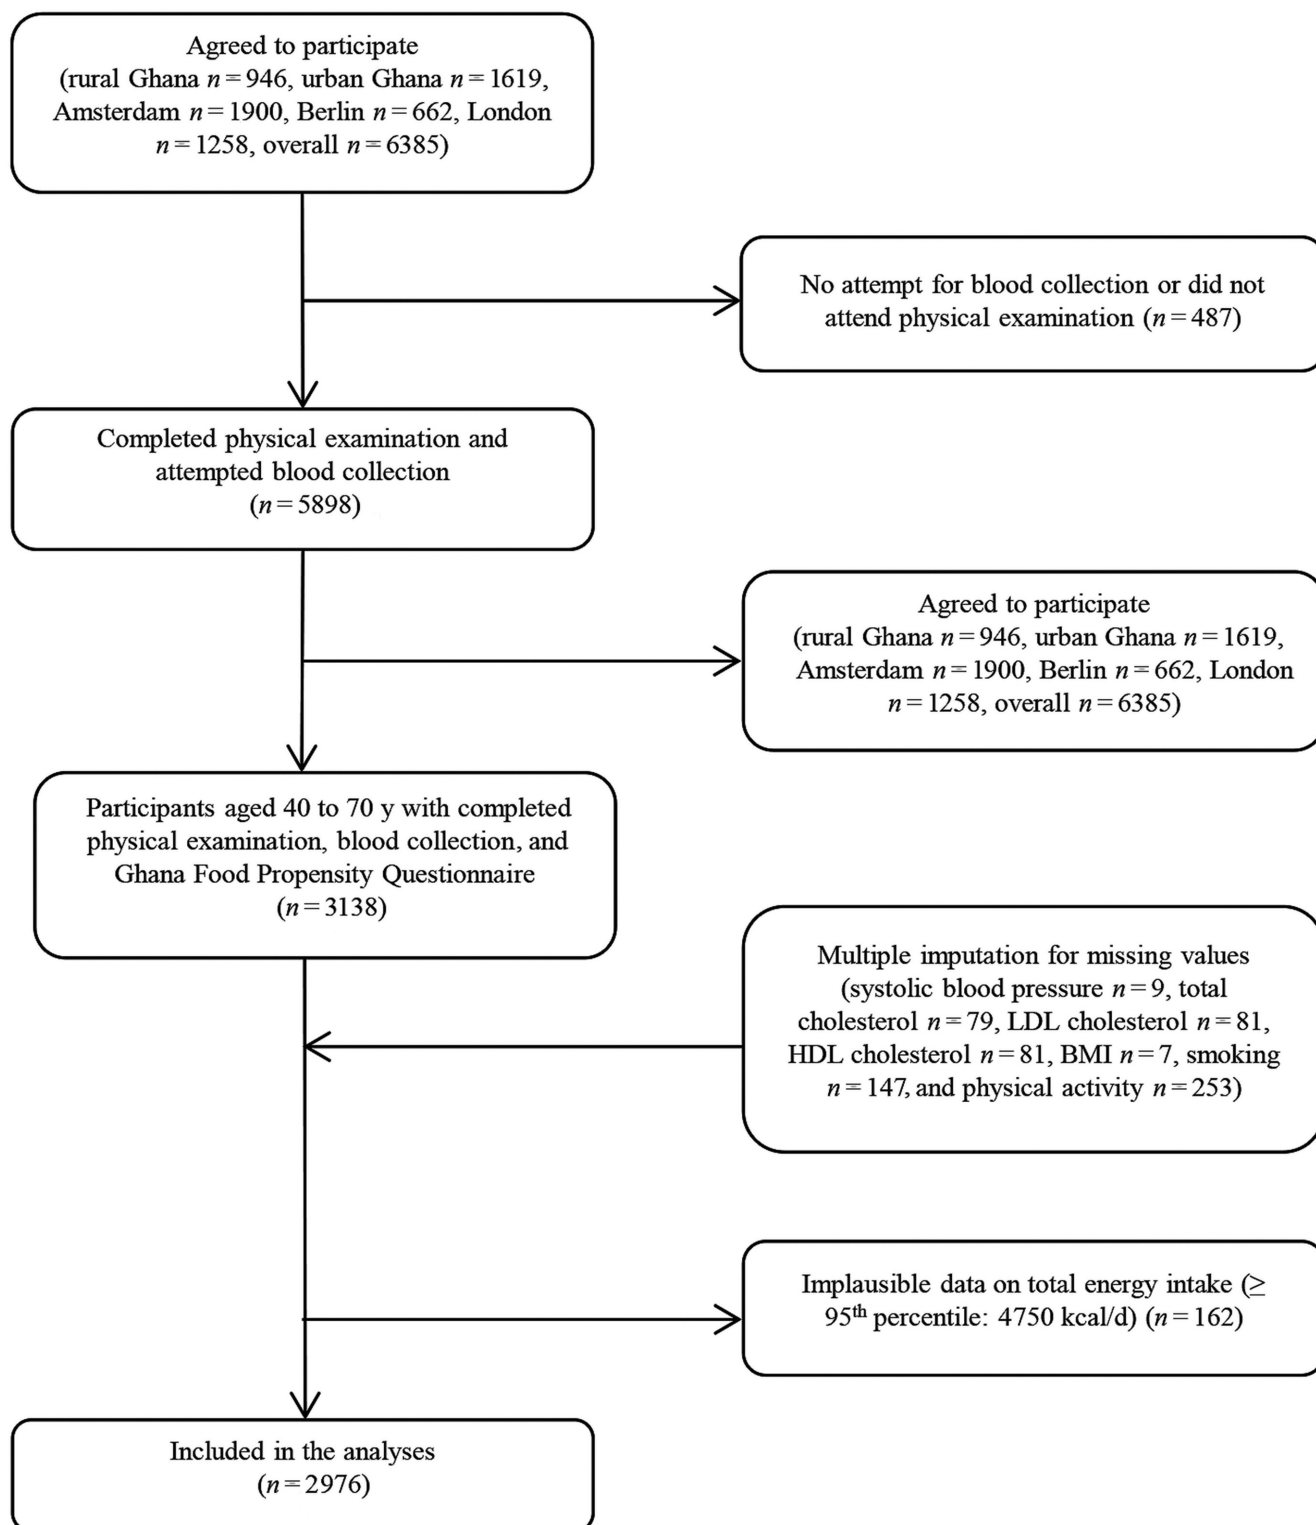 Agreed to participate
(rural Ghana n = 946, urban Ghana n = 1619,
Amsterdam n = 1900, Berlin n = 662, London
n = 1258, overall n = 6385)
No attempt for blood collection or did not
attend physical examination (n = 487)
Completed physical examination and
attempted blood collection
(n = 5898)
Agreed to participate
(rural Ghana n = 946, urban Ghana n = 1619,
Amsterdam n = 1900, Berlin n = 662, London
n = 1258, overall n = 6385)
Participants aged 40 to 70 y with completed
physical examination, blood collection, and
Ghana Food Propensity Questionnaire
(n = 3138)
Multiple imputation for missing values
(systolic blood pressure n = 9, total
cholesterol n = 79, LDL cholesterol n = 81,
HDL cholesterol n = 81, BMI n = 7, smoking
n = 147, and physical activity n = 253)
Implausible data on total energy intake (≥
95th percentile: 4750 kcal/d) (n = 162)
Included in the analyses
(n = 2976)